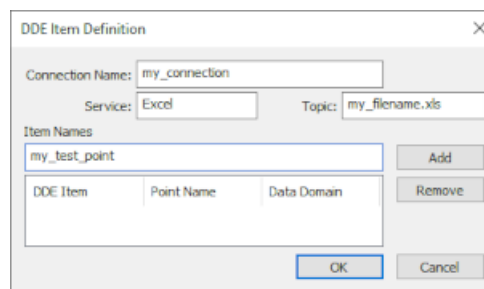 DDE Item Definition
Connection Name: my_connection
Service: Excel Topic: my_filename.xls
Item Names
my_test_point Add
DDE Item Point Name Data Domain Remove
OK Cancel